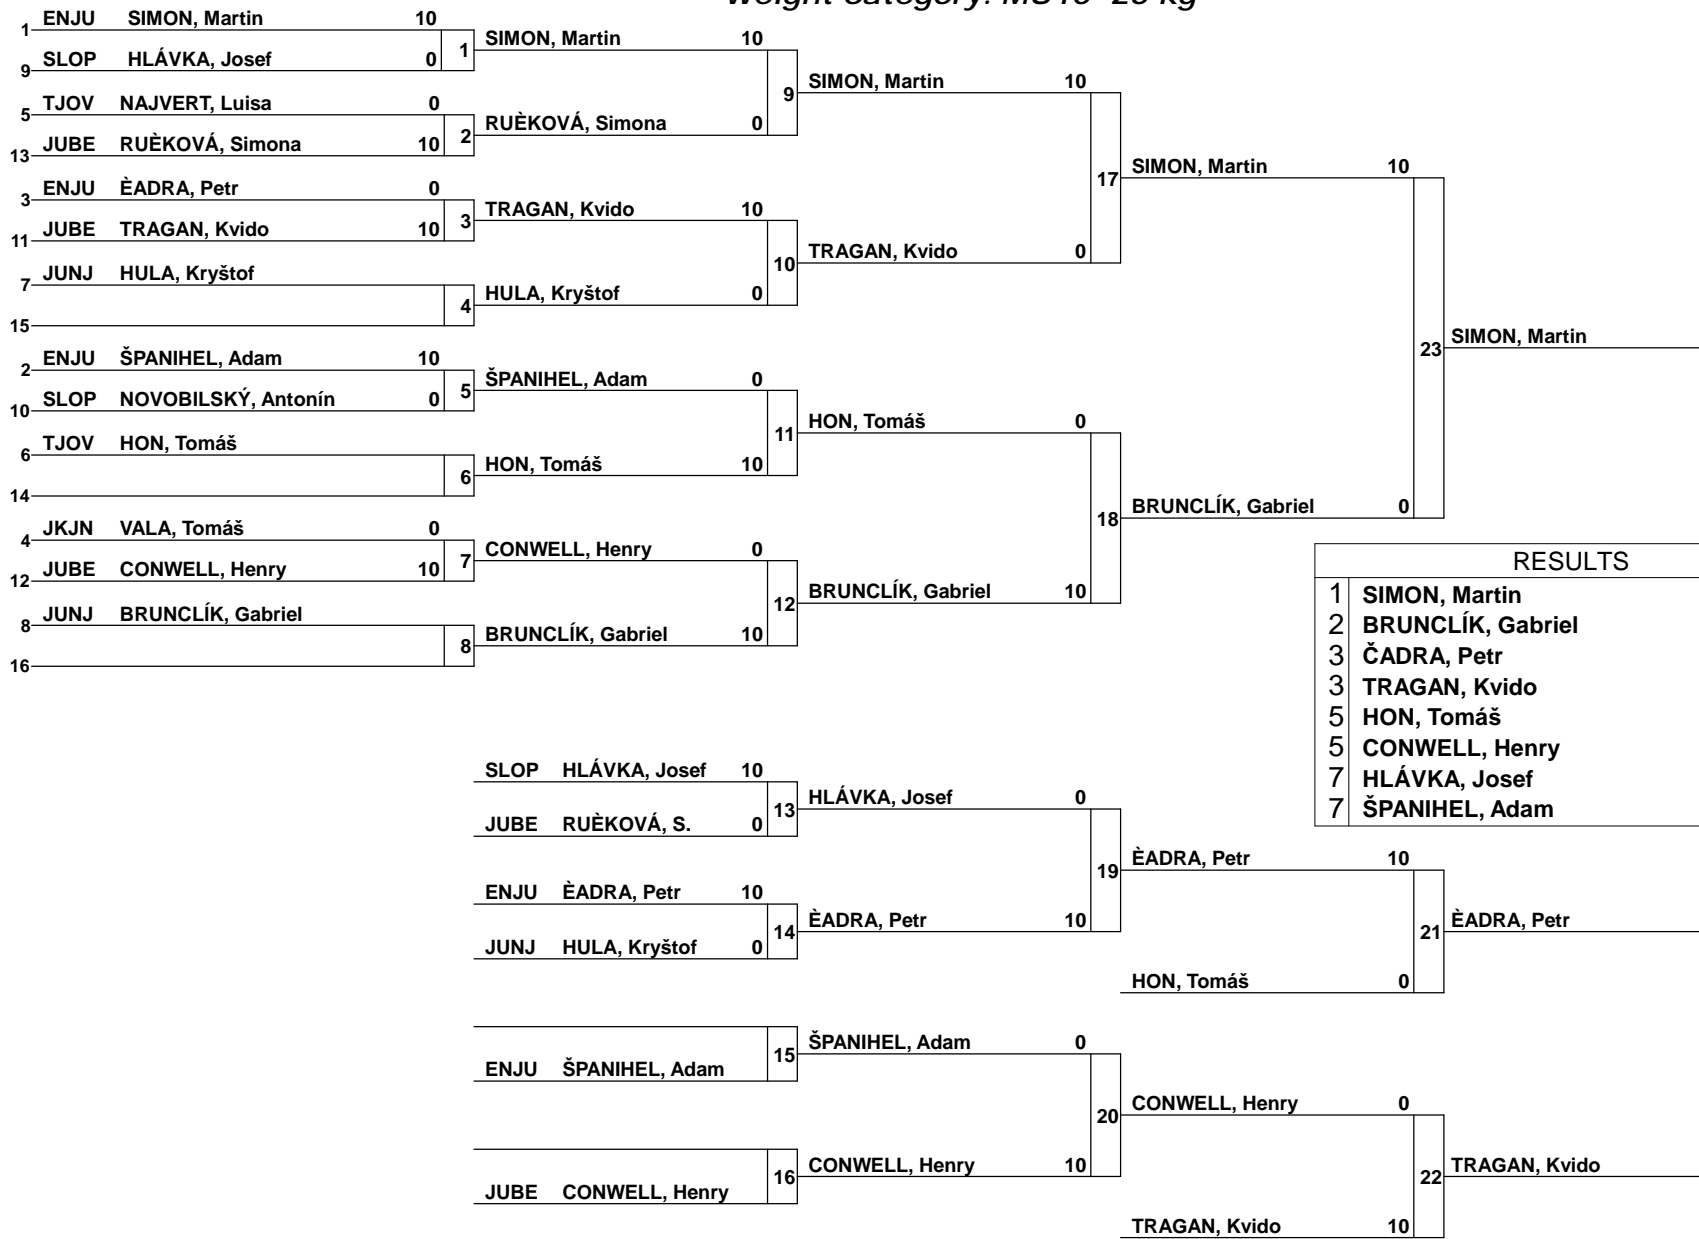 ENJU SIMON, Martin 10
1
SLOP HLÁVKA, Josef 0
9
1
SIMON, Martin 10
TJOV NAJVERT, Luisa 0
5
JUBE RUÈKOVÁ, Simona 10
13
2
RUÈKOVÁ, Simona 0
9
SIMON, Martin 10
ENJU ÈADRA, Petr 0
3
JUBE TRAGAN, Kvido 10
11
3
TRAGAN, Kvido 10
JUNJ HULA, Kryštof
7
15
4
HULA, Kryštof 0
10
TRAGAN, Kvido 0
17
SIMON, Martin 10
ENJU ŠPANIHEL, Adam 10
2
SLOP NOVOBILSKÝ, Antonín 0
10
5
ŠPANIHEL, Adam 0
TJOV HON, Tomáš
6
14
6
HON, Tomáš 10
11
HON, Tomáš 0
JKJN VALA, Tomáš 0
4
JUBE CONWELL, Henry 10
12
7
CONWELL, Henry 0
JUNJ BRUNCLÍK, Gabriel
8
16
8
BRUNCLÍK, Gabriel 10
12
BRUNCLÍK, Gabriel 10
18
BRUNCLÍK, Gabriel 0
23
SIMON, Martin
RESULTS
1 SIMON, Martin
2 BRUNCLÍK, Gabriel
3 ČADRA, Petr
3 TRAGAN, Kvido
5 HON, Tomáš
5 CONWELL, Henry
7 HLÁVKA, Josef
7 ŠPANIHEL, Adam
SLOP HLÁVKA, Josef 10
JUBE RUÈKOVÁ, S. 0
13
HLÁVKA, Josef 0
ENJU ÈADRA, Petr 10
JUNJ HULA, Kryštof 0
14
ÈADRA, Petr 10
19
ÈADRA, Petr 10
HON, Tomáš 0
21
ÈADRA, Petr
ENJU ŠPANIHEL, Adam
15
ŠPANIHEL, Adam 0
JUBE CONWELL, Henry
16
CONWELL, Henry 10
20
CONWELL, Henry 0
TRAGAN, Kvido 10
22
TRAGAN, Kvido